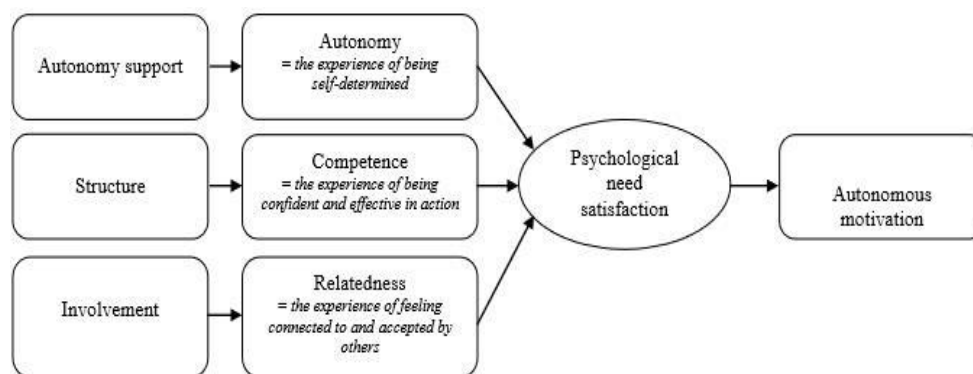 Autonomy support
Autonomy
= the experience of being
self-determined
Structure
Competence
= the experience of being
confident and effective in action
Involvement
Relatedness
= the experience of feeling
connected to and accepted by
others
Psychological
need
satisfaction
Autonomous
motivation